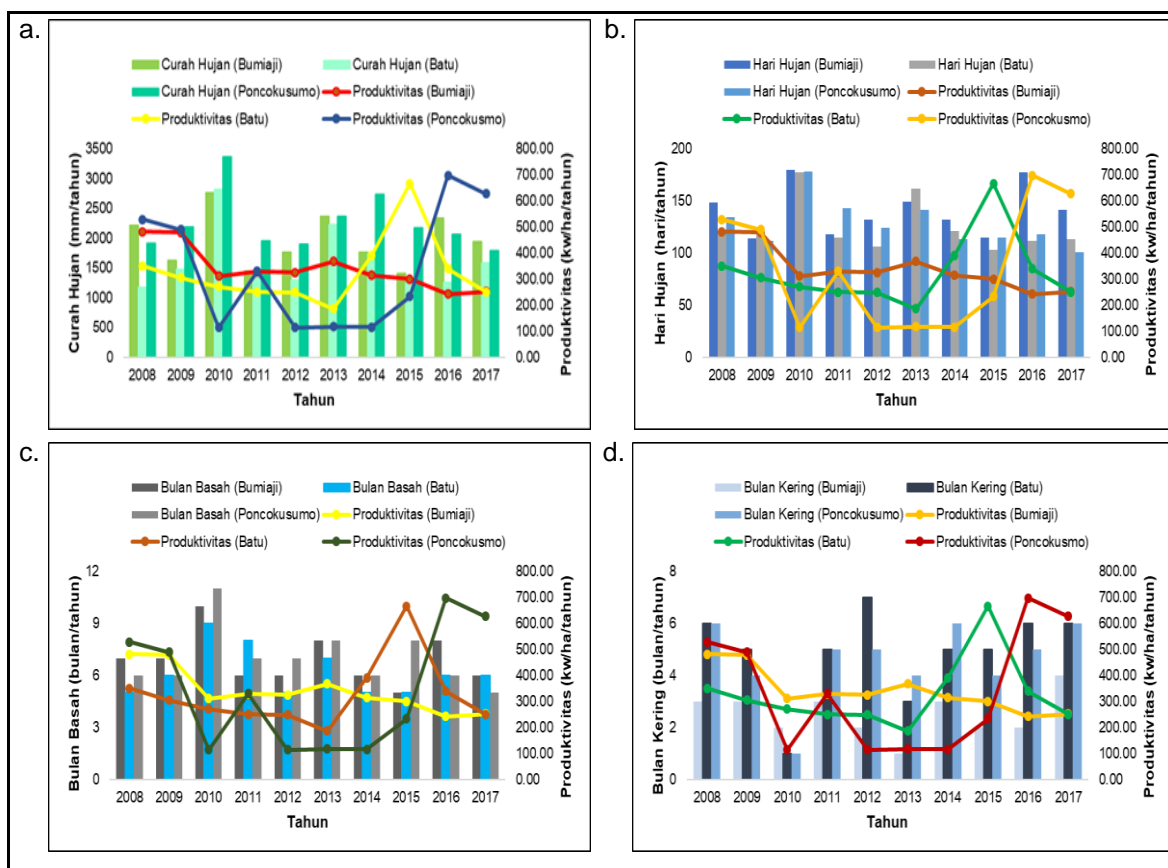 a.
Curah Hujan (Bumiaji) Curah Hujan (Batu)
Curah Hujan (Poncokusumo) Produktivitas (Bumiaji)
Produktivitas (Batu) Produktivitas (Poncokusmo)
Curah Hujan (mm/tahun)
3500
3000
2500
2000
1500
1000
500
0
800.00
700.00
600.00
500.00
400.00
300.00
200.00
100.00
0.00
Produktivitas (kw/ha/tahun)
2008 2009 2010 2011 2012 2013 2014 2015 2016 2017
Tahun
b.
Hari Hujan (Bumiaji) Hari Hujan (Batu)
Hari Hujan (Poncokusumo) Produktivitas (Bumiaji)
Produktivitas (Batu) Produktivitas (Poncokusmo)
Hari Hujan (hari/tahun)
200
150
100
50
0
800.00
700.00
600.00
500.00
400.00
300.00
200.00
100.00
0.00
Produktivitas (kw/ha/tahun)
2008 2009 2010 2011 2012 2013 2014 2015 2016 2017
Tahun
c.
Bulan Basah (Bumiaji) Bulan Basah (Batu)
Bulan Basah (Poncokusumo) Produktivitas (Bumiaji)
Produktivitas (Batu) Produktivitas (Poncokusmo)
Bulan Basah (bulan/tahun)
12
9
6
3
0
800.00
700.00
600.00
500.00
400.00
300.00
200.00
100.00
0.00
Produktivitas (kw/ha/tahun)
2008 2009 2010 2011 2012 2013 2014 2015 2016 2017
Tahun
d.
Bulan Kering (Bumiaji) Bulan Kering (Batu)
Bulan Kering (Poncokusumo) Produktivitas (Bumiaji)
Produktivitas (Batu) Produktivitas (Poncokusmo)
Bulan Kering (bulan/tahun)
8
6
4
2
0
800.00
700.00
600.00
500.00
400.00
300.00
200.00
100.00
0.00
Produktivitas (kw/ha/tahun)
2008 2009 2010 2011 2012 2013 2014 2015 2016 2017
Tahun